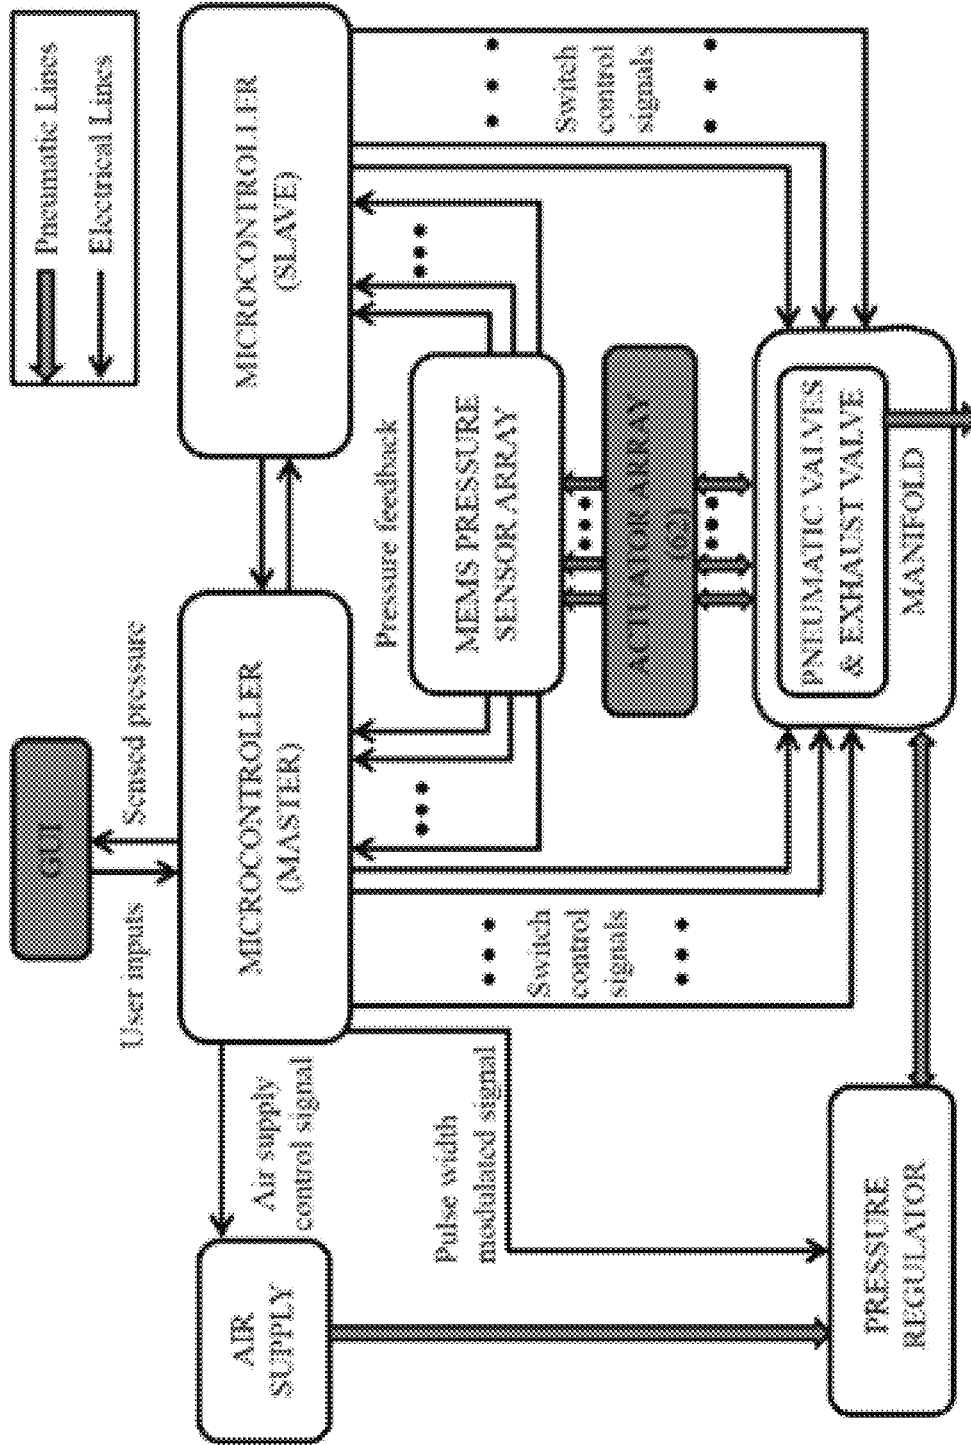 Pneumatic Lines
Electrical Lines
GUI
User inputs
Sensed pressure
AIR
SUPPLY
Air supply
control signal
MICROCONTROLLER
(MASTER)
MICROCONTROLLER
(SLAVE)
Pulse width
modulated signal
Switch
control
signals
Pressure feedback
MEMS PRESSURE
SENSOR ARRAY
Switch
control
signals
ACTUATOR ARRAY
PRESSURE
REGULATOR
PNEUMATIC VALVES
& EXHAUST VALVE
MANIFOLD